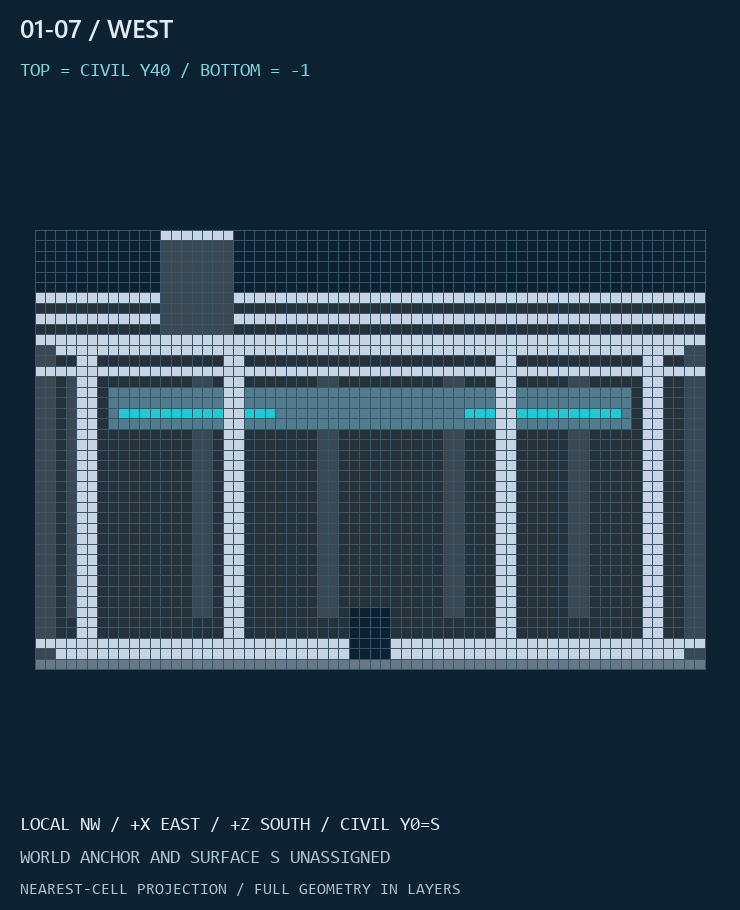 01-07 / WEST
TOP = CIVIL Y40 / BOTTOM = -1
LOCAL NW / +X EAST / +Z SOUTH / CIVIL Y0=S
WORLD ANCHOR AND SURFACE S UNASSIGNED
NEAREST-CELL PROJECTION / FULL GEOMETRY IN LAYERS